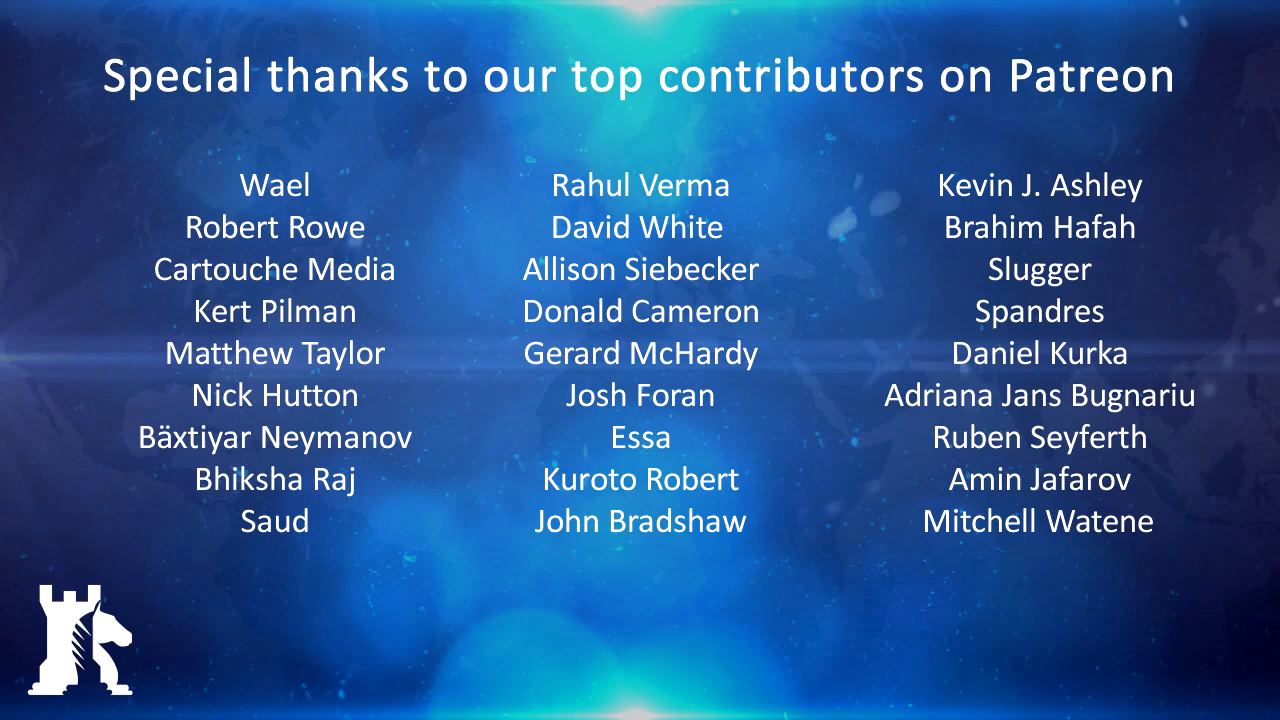 Special thanks to our top contributors on Patreon
Wael
Robert Rowe
Cartouche Media
Kert Pilman
Matthew Taylor
Nick Hutton
Bäxtiyar Neymanov
Bhiksha Raj
Saud
Rahul Verma
David White
Allison Siebecker
Donald Cameron
Gerard McHardy
Josh Foran
Essa
Kuroto Robert
John Bradshaw
Kevin J. Ashley
Brahim Hafah
Slugger
Spandres
Daniel Kurka
Adriana Jans Bugnariu
Ruben Seyferth
Amin Jafarov
Mitchell Watene